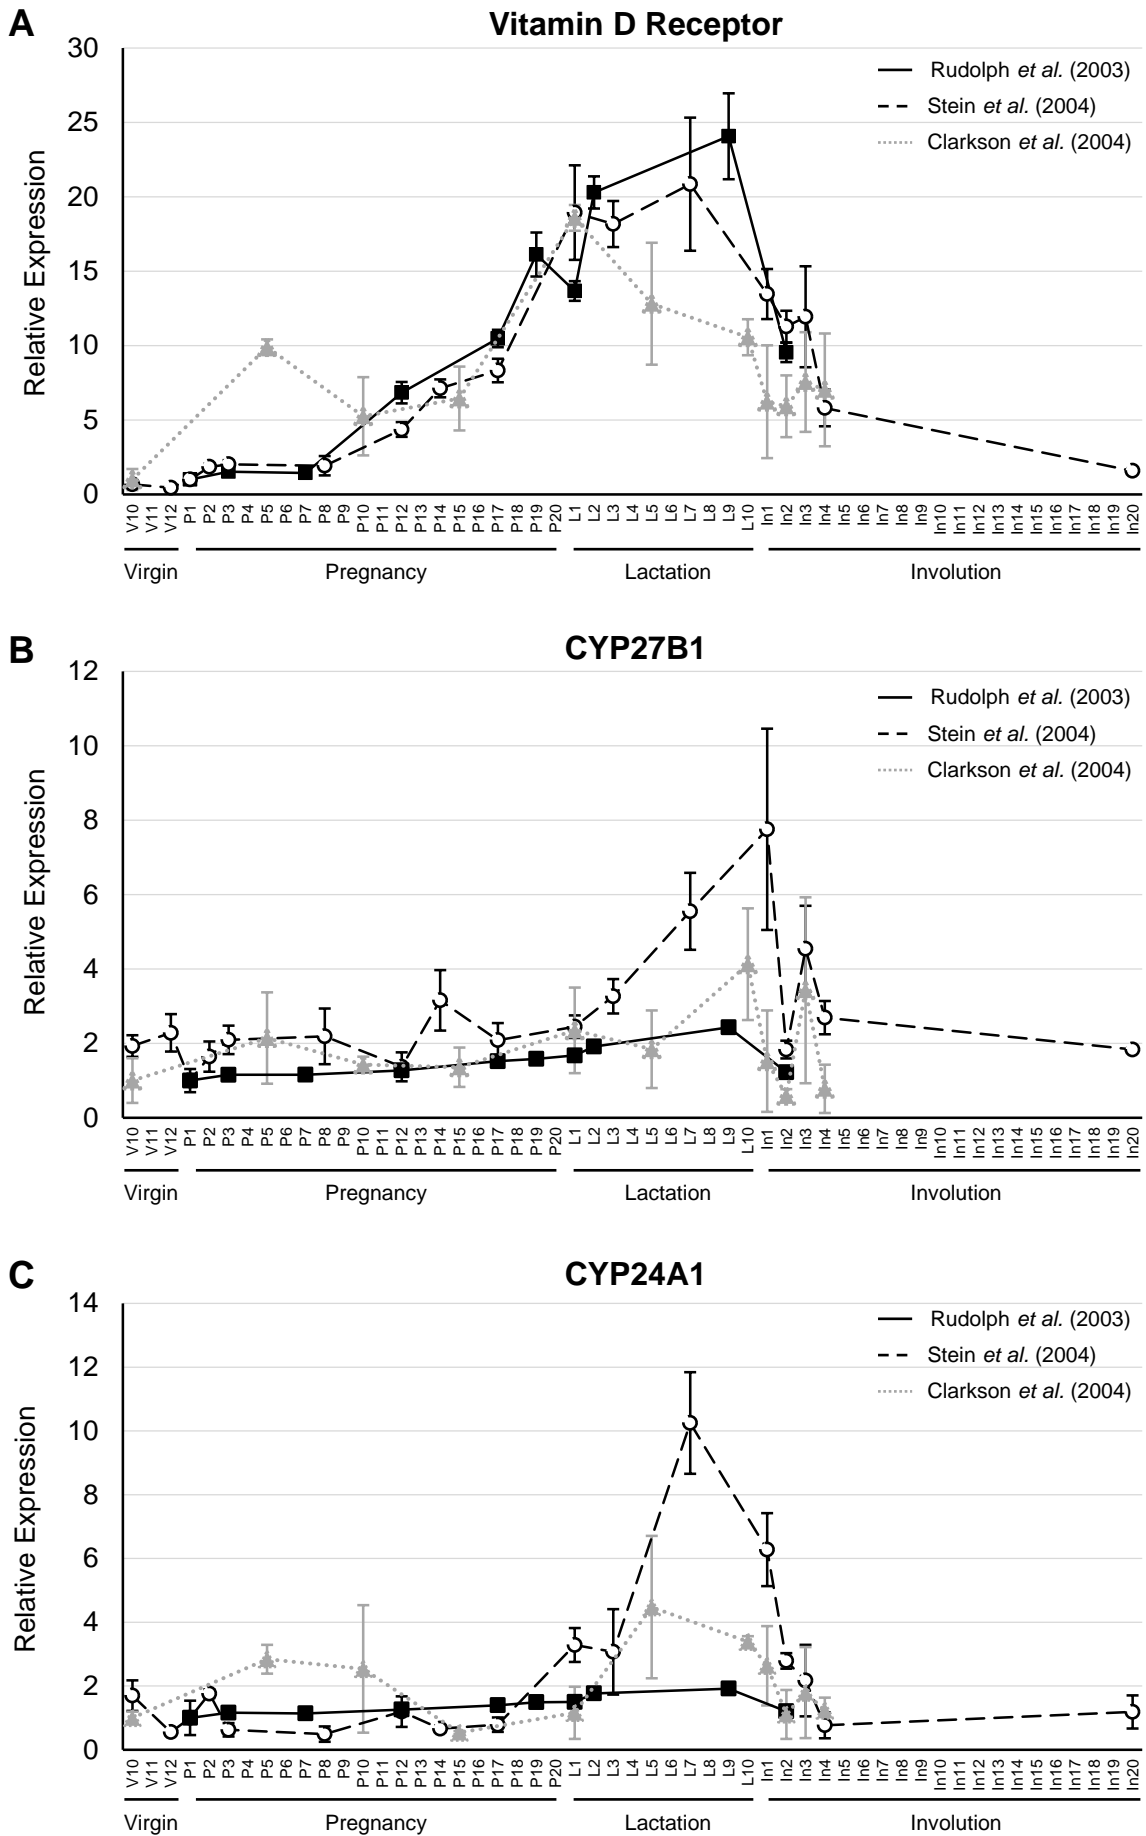 A
Vitamin D Receptor
30
25
20
15
10
5
0
Relative Expression
Rudolph et al. (2003)
Stein et al. (2004)
Clarkson et al. (2004)
V10 V11 V12 P1 P2 P3 P4 P5 P6 P7 P8 P9 P10 P11 P12 P13 P14 P15 P16 P17 P18 P19 P20 L1 L2 L3 L4 L5 L6 L7 L8 L9 L10 In1 In2 In3 In4 In5 In6 In7 In8 In9 In10 In11 In12 In13 In14 In15 In16 In17 In18 In19 In20
Virgin Pregnancy Lactation Involution
B
CYP27B1
12
10
8
6
4
2
0
Relative Expression
Rudolph et al. (2003)
Stein et al. (2004)
Clarkson et al. (2004)
V10 V11 V12 P1 P2 P3 P4 P5 P6 P7 P8 P9 P10 P11 P12 P13 P14 P15 P16 P17 P18 P19 P20 L1 L2 L3 L4 L5 L6 L7 L8 L9 L10 In1 In2 In3 In4 In5 In6 In7 In8 In9 In10 In11 In12 In13 In14 In15 In16 In17 In18 In19 In20
Virgin Pregnancy Lactation Involution
C
CYP24A1
14
12
10
8
6
4
2
0
Relative Expression
Rudolph et al. (2003)
Stein et al. (2004)
Clarkson et al. (2004)
V10 V11 V12 P1 P2 P3 P4 P5 P6 P7 P8 P9 P10 P11 P12 P13 P14 P15 P16 P17 P18 P19 P20 L1 L2 L3 L4 L5 L6 L7 L8 L9 L10 In1 In2 In3 In4 In5 In6 In7 In8 In9 In10 In11 In12 In13 In14 In15 In16 In17 In18 In19 In20
Virgin Pregnancy Lactation Involution